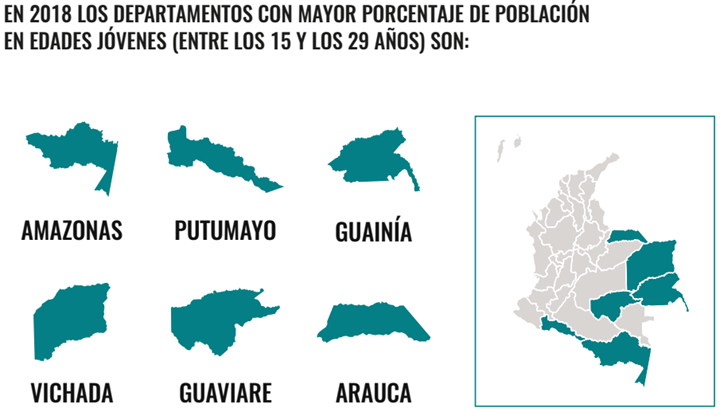 EN 2018 LOS DEPARTAMENTOS CON MAYOR PORCENTAJE DE POBLACIÓN
EN EDADES JÓVENES (ENTRE LOS 15 Y LOS 29 AÑOS) SON:
AMAZONAS
PUTUMAYO
GUAINÍA
VICHADA
GUAVIARE
ARAUCA